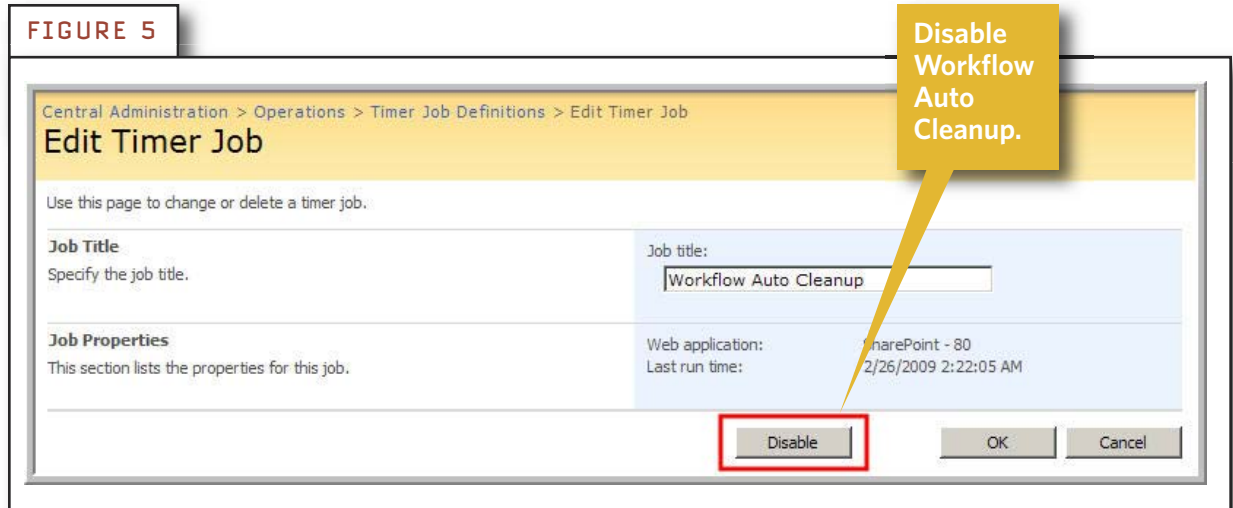 FIGURE 5
Disable
Workflow
Auto
Cleanup.
Central Administration > Operations > Timer Job Definitions > Edit Timer Job
Edit Timer Job
Use this page to change or delete a timer job.
Job Title
Specify the job title.
Job title:
Workflow Auto Cleanup
Job Properties
This section lists the properties for this job.
Web application: SharePoint - 80
Last run time: 2/26/2009 2:22:05 AM
Disable OK Cancel